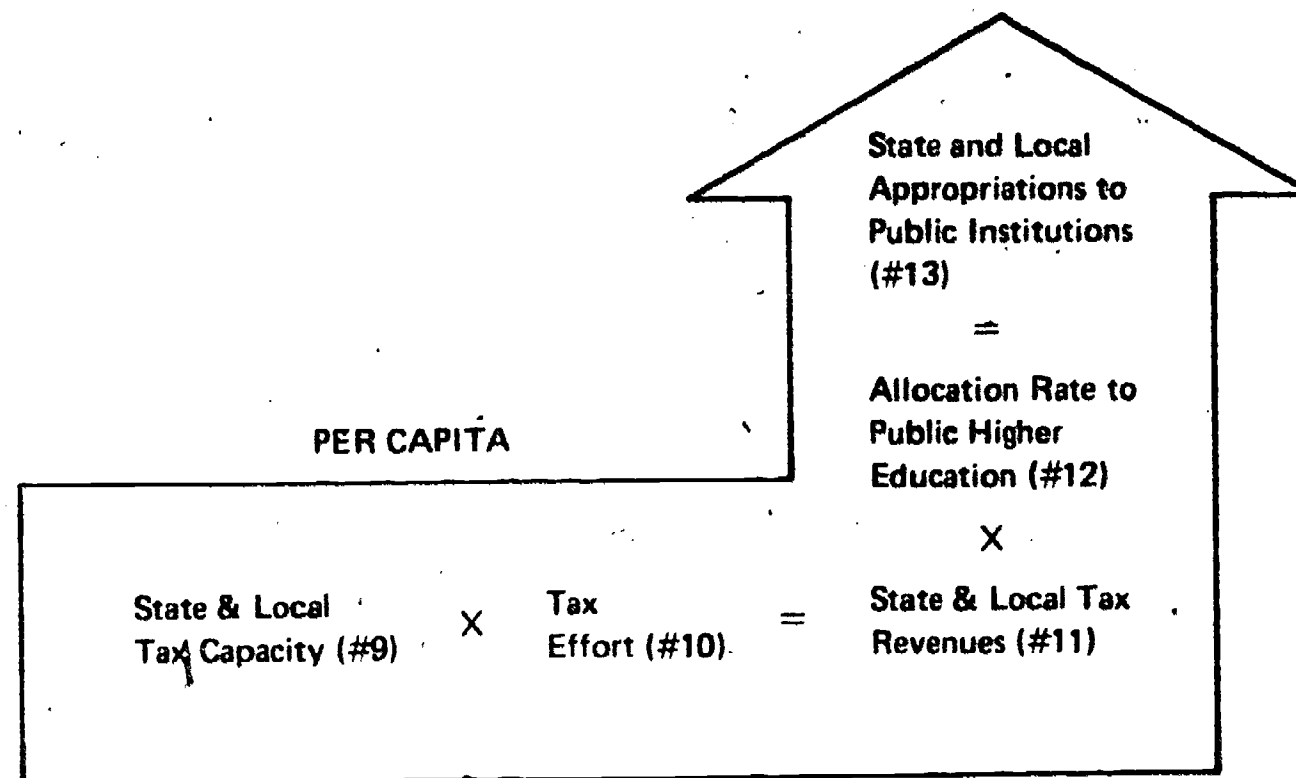 State and Local
Appropriations to
Public Institutions
(#13)
=
Allocation Rate to
Public Higher
Education (#12)
X
PER CAPITA
State & Local
Tax Capacity (#9)
X
Tax
Effort (#10)
=
State & Local Tax
Revenues (#11)